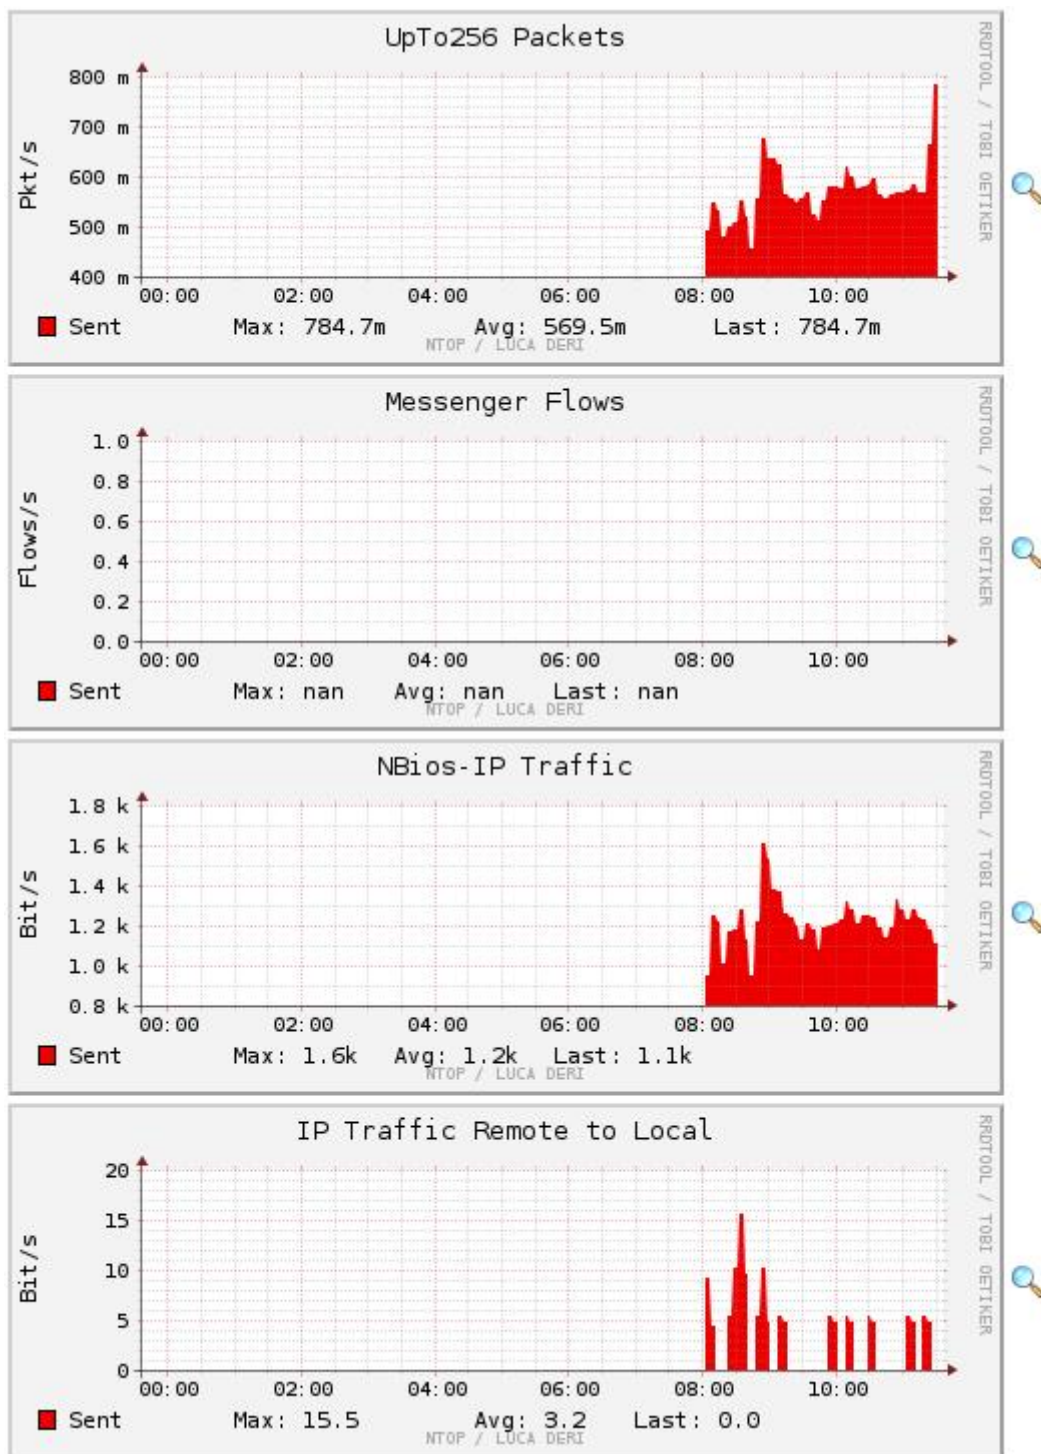 UpTo256 Packets
RRDTOOL / TOBI OETIKER
Pkt/s
800 m
700 m
600 m
500 m
400 m
00:00 02:00 04:00 06:00 08:00 10:00
Sent Max: 784.7m Avg: 569.5m Last: 784.7m
NTOP / LUCA DERI
Messenger Flows
RRDTOOL / TOBI OETIKER
Flows/s
1.0
0.8
0.6
0.4
0.2
0.0
00:00 02:00 04:00 06:00 08:00 10:00
Sent Max: nan Avg: nan Last: nan
NTOP / LUCA DERI
NBios-IP Traffic
RRDTOOL / TOBI OETIKER
Bit/s
1.8 k
1.6 k
1.4 k
1.2 k
1.0 k
0.8 k
00:00 02:00 04:00 06:00 08:00 10:00
Sent Max: 1.6k Avg: 1.2k Last: 1.1k
NTOP / LUCA DERI
IP Traffic Remote to Local
RRDTOOL / TOBI OETIKER
Bit/s
20
15
10
5
0
00:00 02:00 04:00 06:00 08:00 10:00
Sent Max: 15.5 Avg: 3.2 Last: 0.0
NTOP / LUCA DERI